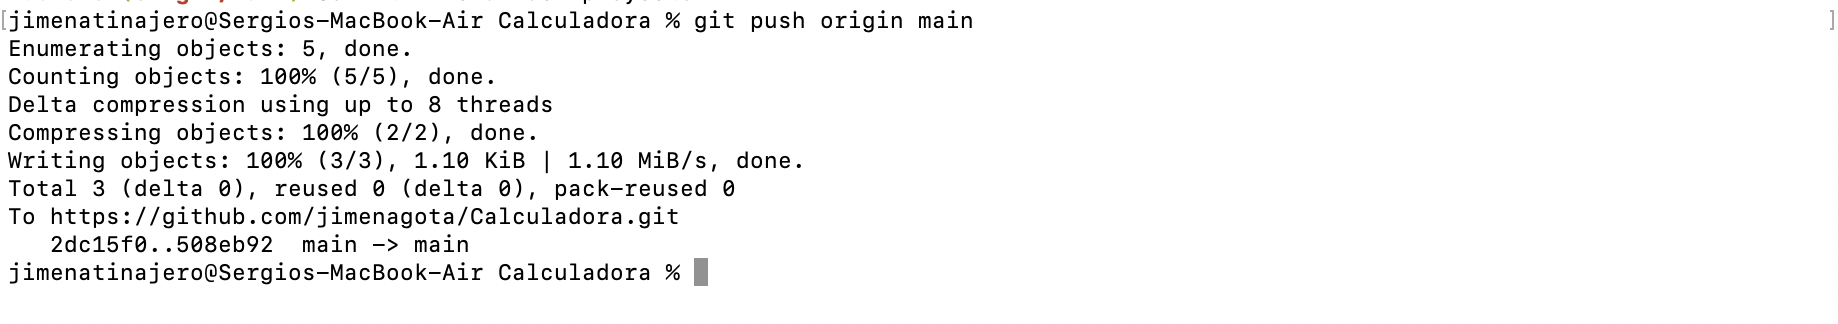 [jimenatinajero@Sergios-MacBook-Air Calculadora % git push origin main ]
Enumerating objects: 5, done.
Counting objects: 100% (5/5), done.
Delta compression using up to 8 threads
Compressing objects: 100% (2/2), done.
Writing objects: 100% (3/3), 1.10 KiB | 1.10 MiB/s, done.
Total 3 (delta 0), reused 0 (delta 0), pack-reused 0
To https://github.com/jimenagota/Calculadora.git
   2dc15f0..508eb92  main -> main
jimenatinajero@Sergios-MacBook-Air Calculadora %